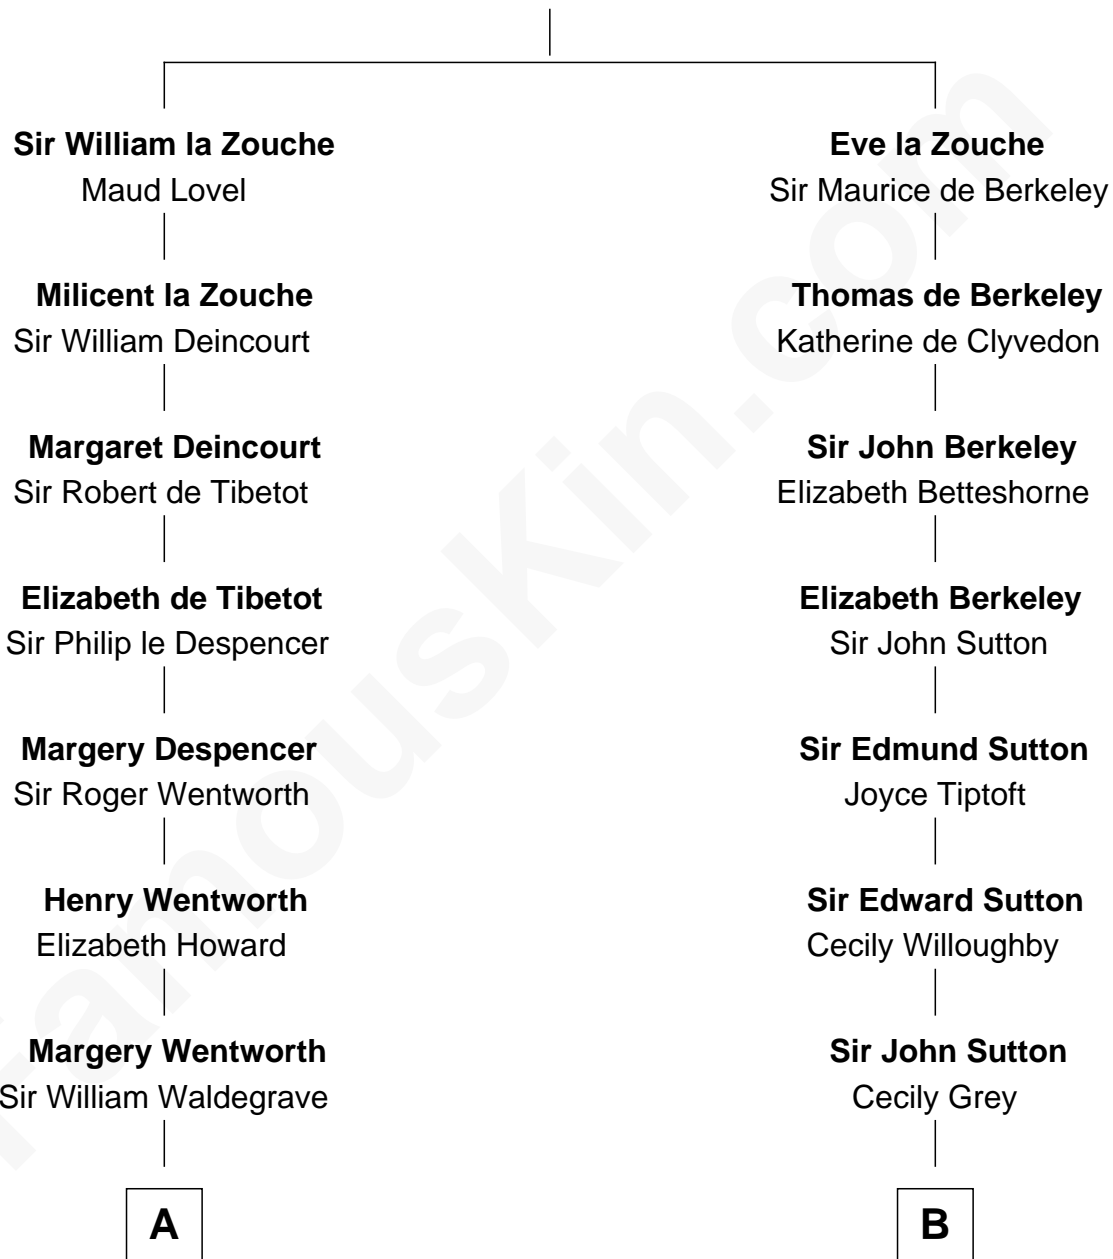 Sir William la Zouche
Maud Lovel
Milicent la Zouche
Sir William Deincourt
Margaret Deincourt
Sir Robert de Tibetot
Elizabeth de Tibetot
Sir Philip le Despencer
Margery Despencer
Sir Roger Wentworth
Henry Wentworth
Elizabeth Howard
Margery Wentworth
Sir William Waldegrave
A
Eve la Zouche
Sir Maurice de Berkeley
Thomas de Berkeley
Katherine de Clyvedon
Sir John Berkeley
Elizabeth Betteshorne
Elizabeth Berkeley
Sir John Sutton
Sir Edmund Sutton
Joyce Tiptoft
Sir Edward Sutton
Cecily Willoughby
Sir John Sutton
Cecily Grey
B
FamousKin.com